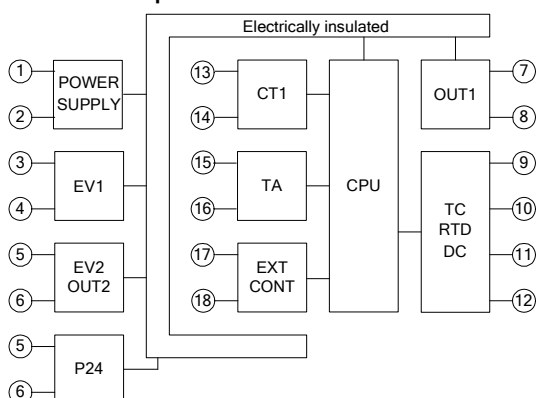 Electrically insulated
1
POWER
SUPPLY
2
3
EV1
4
5
EV2
OUT2
6
5
P24
6
13
CT1
14
15
TA
16
17
EXT
CONT
18
CPU
OUT1
7
8
TC
RTD
DC
9
10
11
12